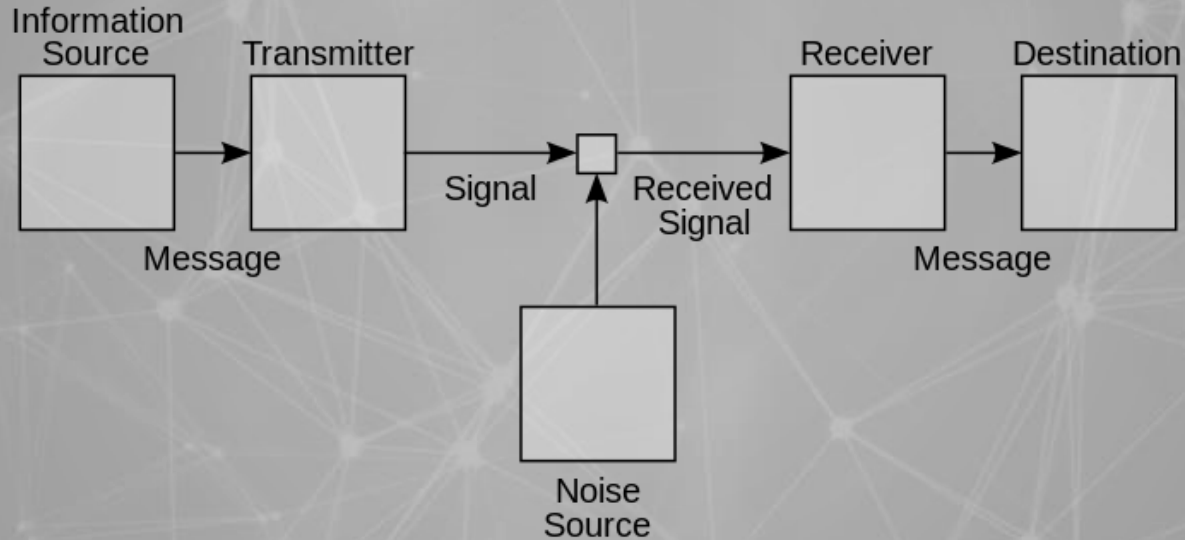 Information
Source
Transmitter
Receiver
Destination
Signal
Received
Signal
Message
Message
Noise
Source